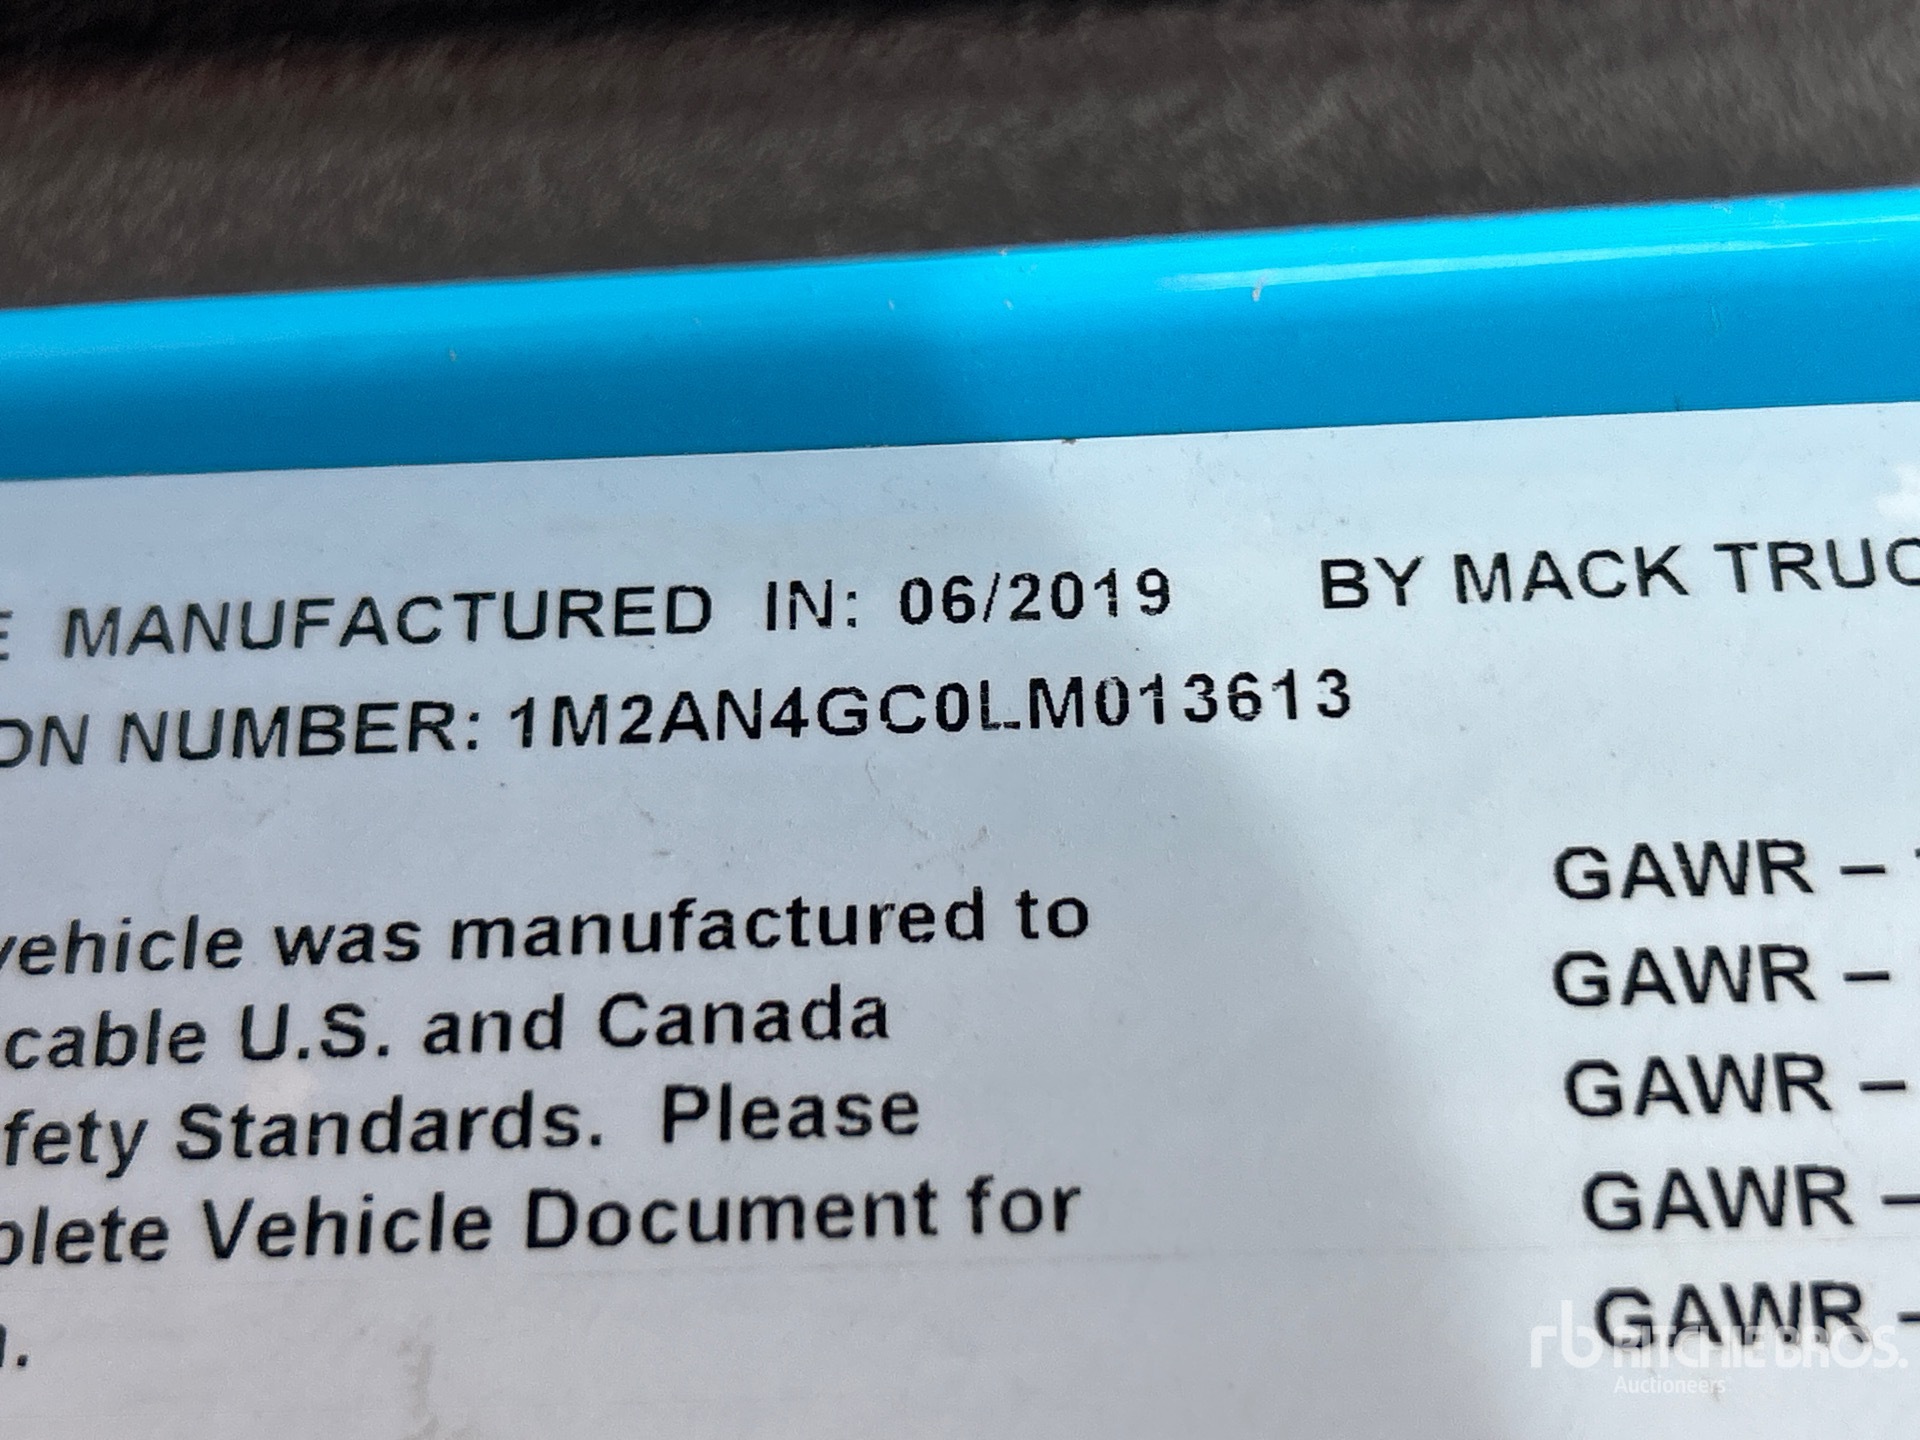 MANUFACTURED IN: 06/2019 BY MACK TRUC
ON NUMBER: 1M2AN4GC0LM013613
GAWR –
vehicle was manufactured to
GAWR –
cable U.S. and Canada
GAWR –
fety Standards. Please
GAWR –
plete Vehicle Document for
GAWR –
rb RITCHIE BROS.
Auctioneers